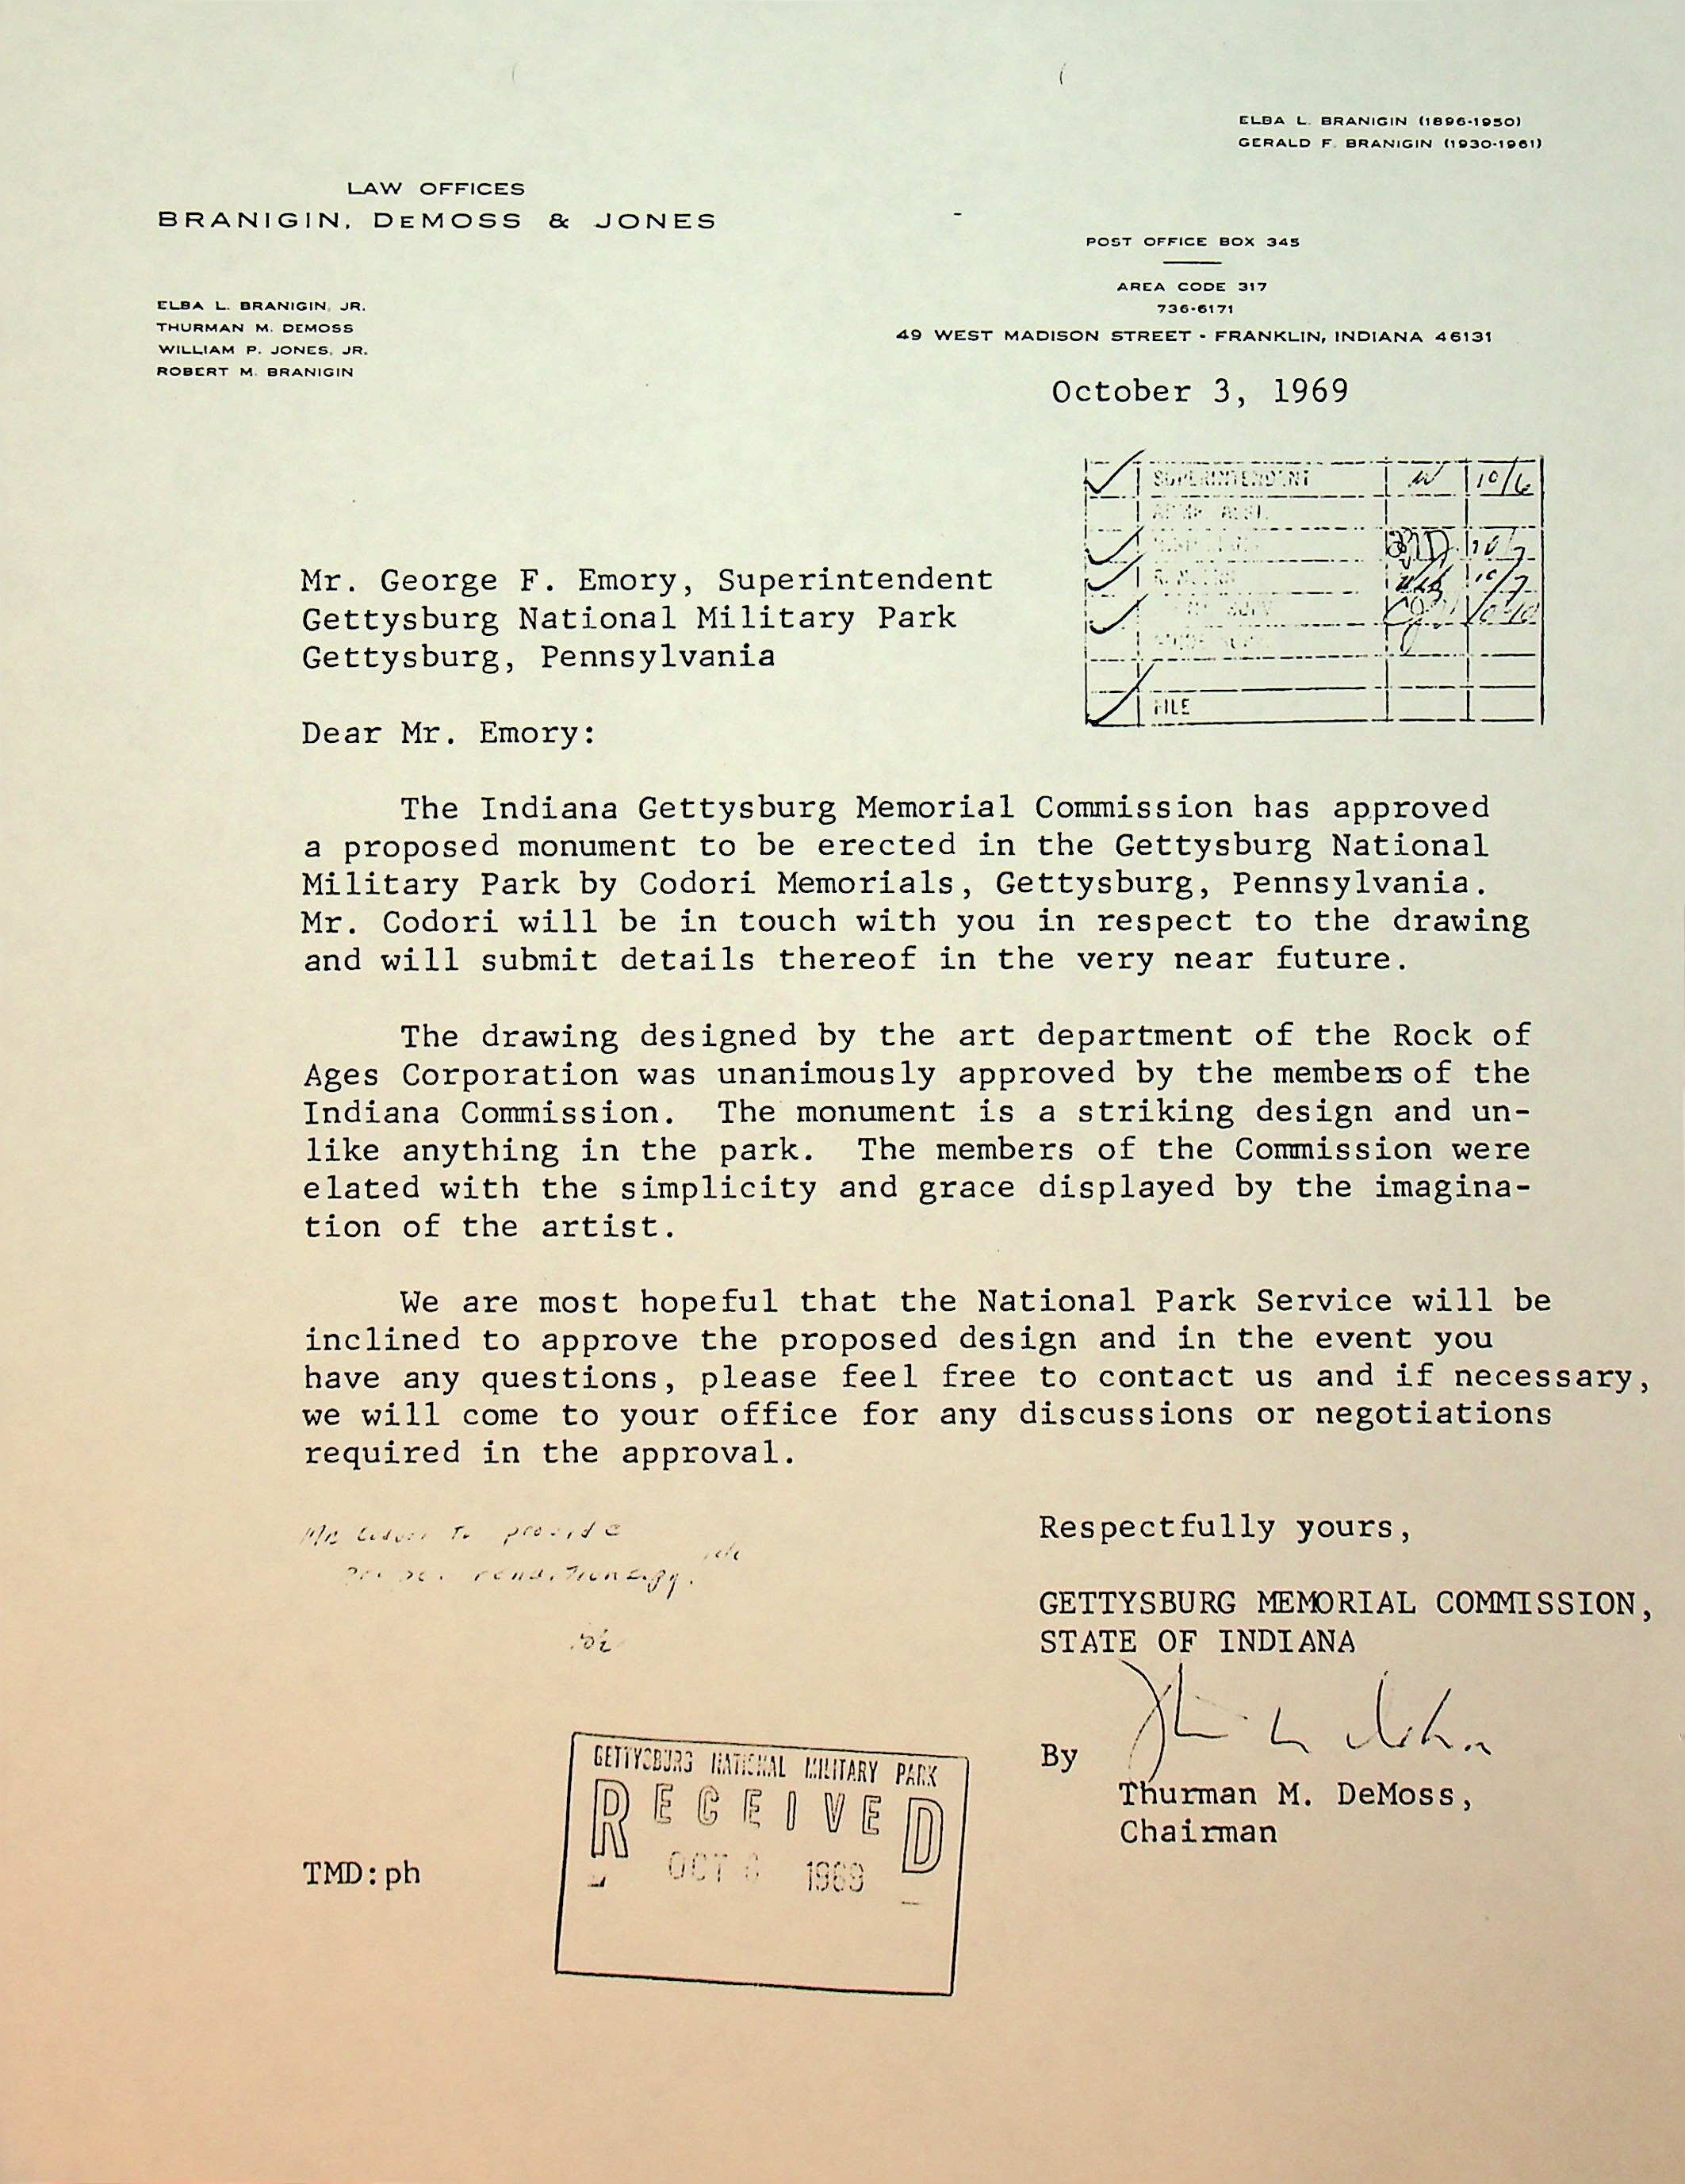 ELBA L. BRANIGIN (1896-1950)
GERALD F. BRANIGIN (1930-1961)
LAW OFFICES
BRANIGIN, DEMOSS & JONES
POST OFFICE BOX 345
AREA CODE 317
736-6171
49 WEST MADISON STREET - FRANKLIN, INDIANA 46131
ELBA L. BRANIGIN, JR.
THURMAN M. DEMOSS
WILLIAM P. JONES, JR.
ROBERT M. BRANIGIN
October 3, 1969
SUPERINTENDENT 10/6
10/7
10/7
FILE
Mr. George F. Emory, Superintendent
Gettysburg National Military Park
Gettysburg, Pennsylvania
Dear Mr. Emory:
The Indiana Gettysburg Memorial Commission has approved
a proposed monument to be erected in the Gettysburg National
Military Park by Codori Memorials, Gettysburg, Pennsylvania.
Mr. Codori will be in touch with you in respect to the drawing
and will submit details thereof in the very near future.
The drawing designed by the art department of the Rock of
Ages Corporation was unanimously approved by the members of the
Indiana Commission. The monument is a striking design and un-
like anything in the park. The members of the Commission were
elated with the simplicity and grace displayed by the imagina-
tion of the artist.
We are most hopeful that the National Park Service will be
inclined to approve the proposed design and in the event you
have any questions, please feel free to contact us and if necessary,
we will come to your office for any discussions or negotiations
required in the approval.
to provide
Respectfully yours,
GETTYSBURG MEMORIAL COMMISSION,
STATE OF INDIANA
By
Thurman M. DeMoss,
Chairman
GETTYSBURG NATIONAL MILITARY PARK
RECEIVED
OCT 6 1969
TMD:ph